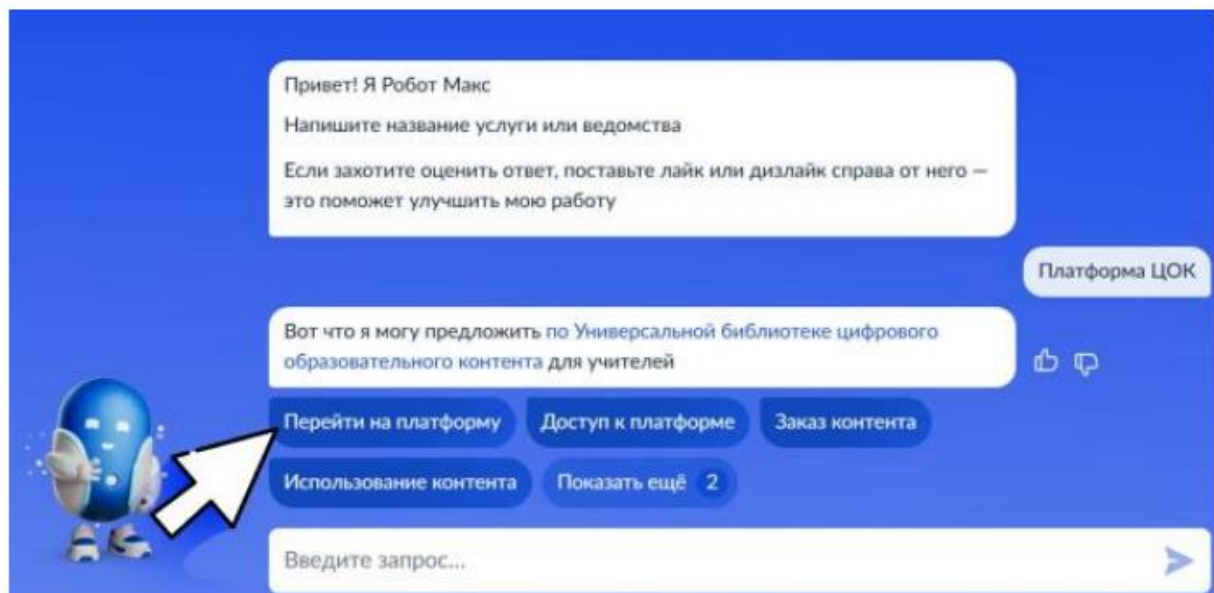 Привет! Я Робот Макс
Напишите название услуги или ведомства
Если захотите оценить ответ, поставьте лайк или дизлайк справа от него —
это поможет улучшить мою работу
Платформа ЦОК
Вот что я могу предложить по Универсальной библиотеке цифрового
образовательного контента для учителей
Перейти на платформу Доступ к платформе Заказ контента
Использование контента Показать ещё 2
Введите запрос...